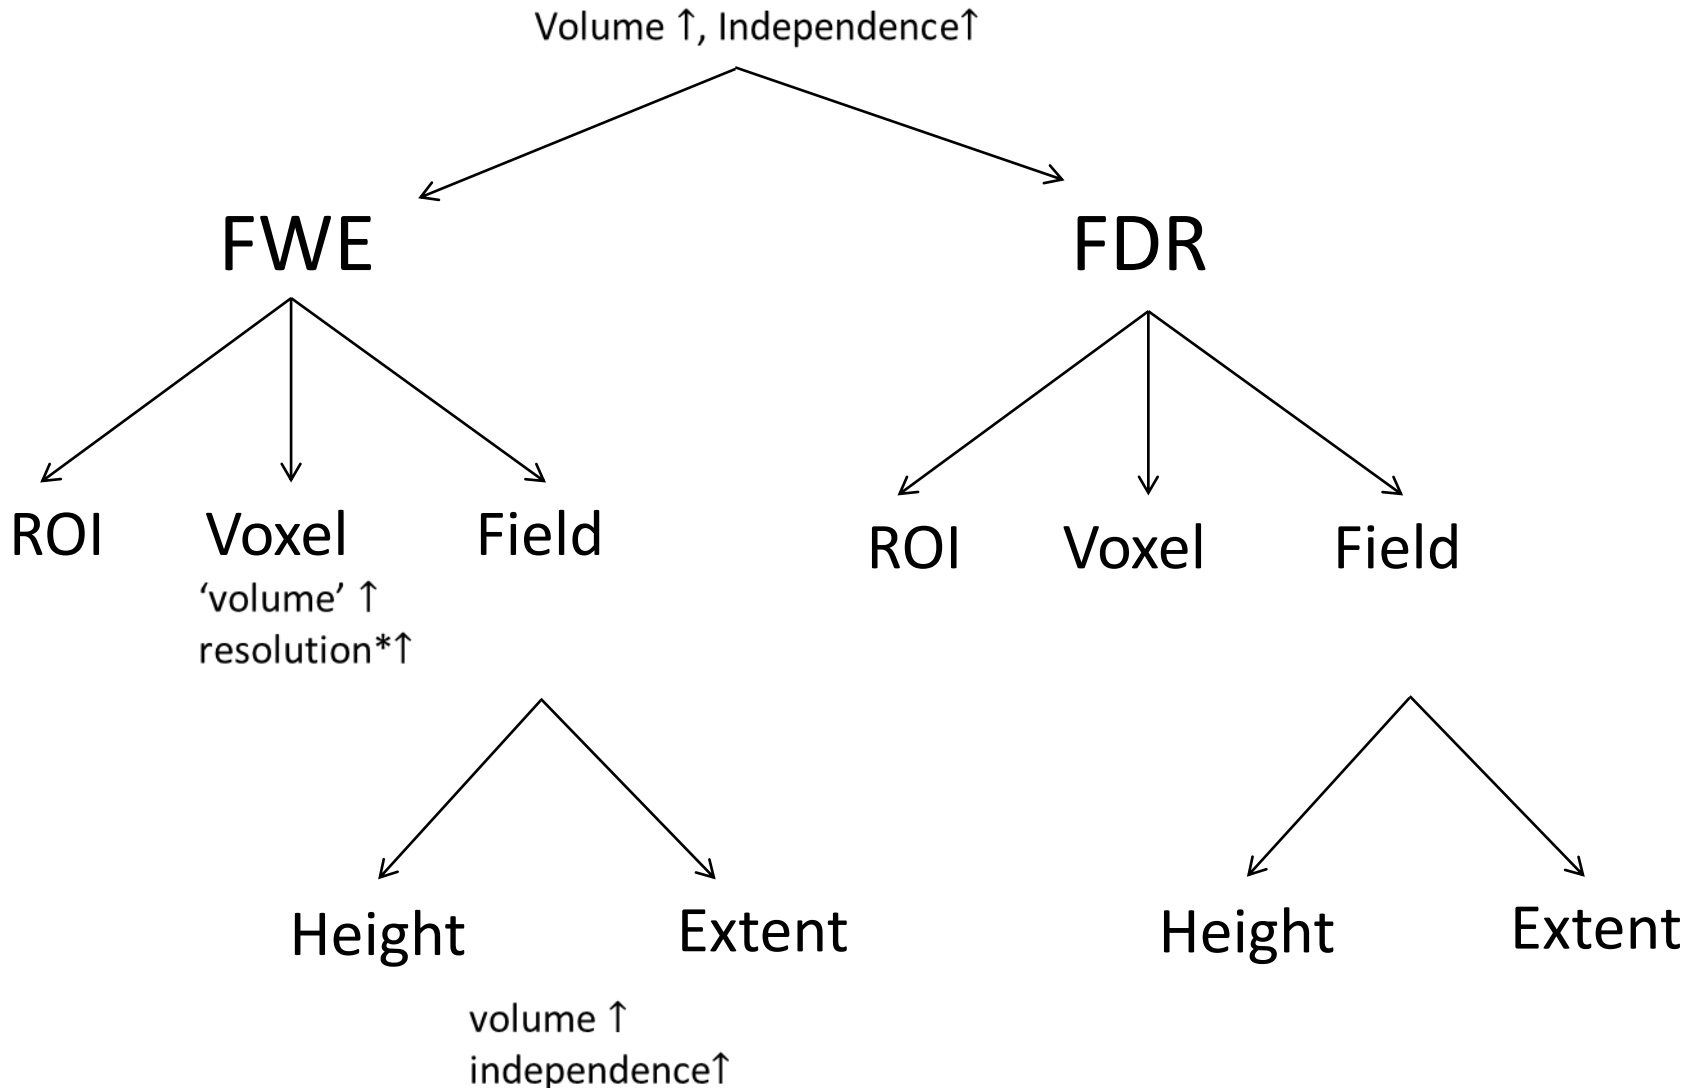 Volume ↑, Independence↑
FWE
FDR
ROI
Voxel
Field
‘volume’ ↑
resolution*↑
ROI
Voxel
Field
Height
Extent
volume ↑
independence↑
Height
Extent